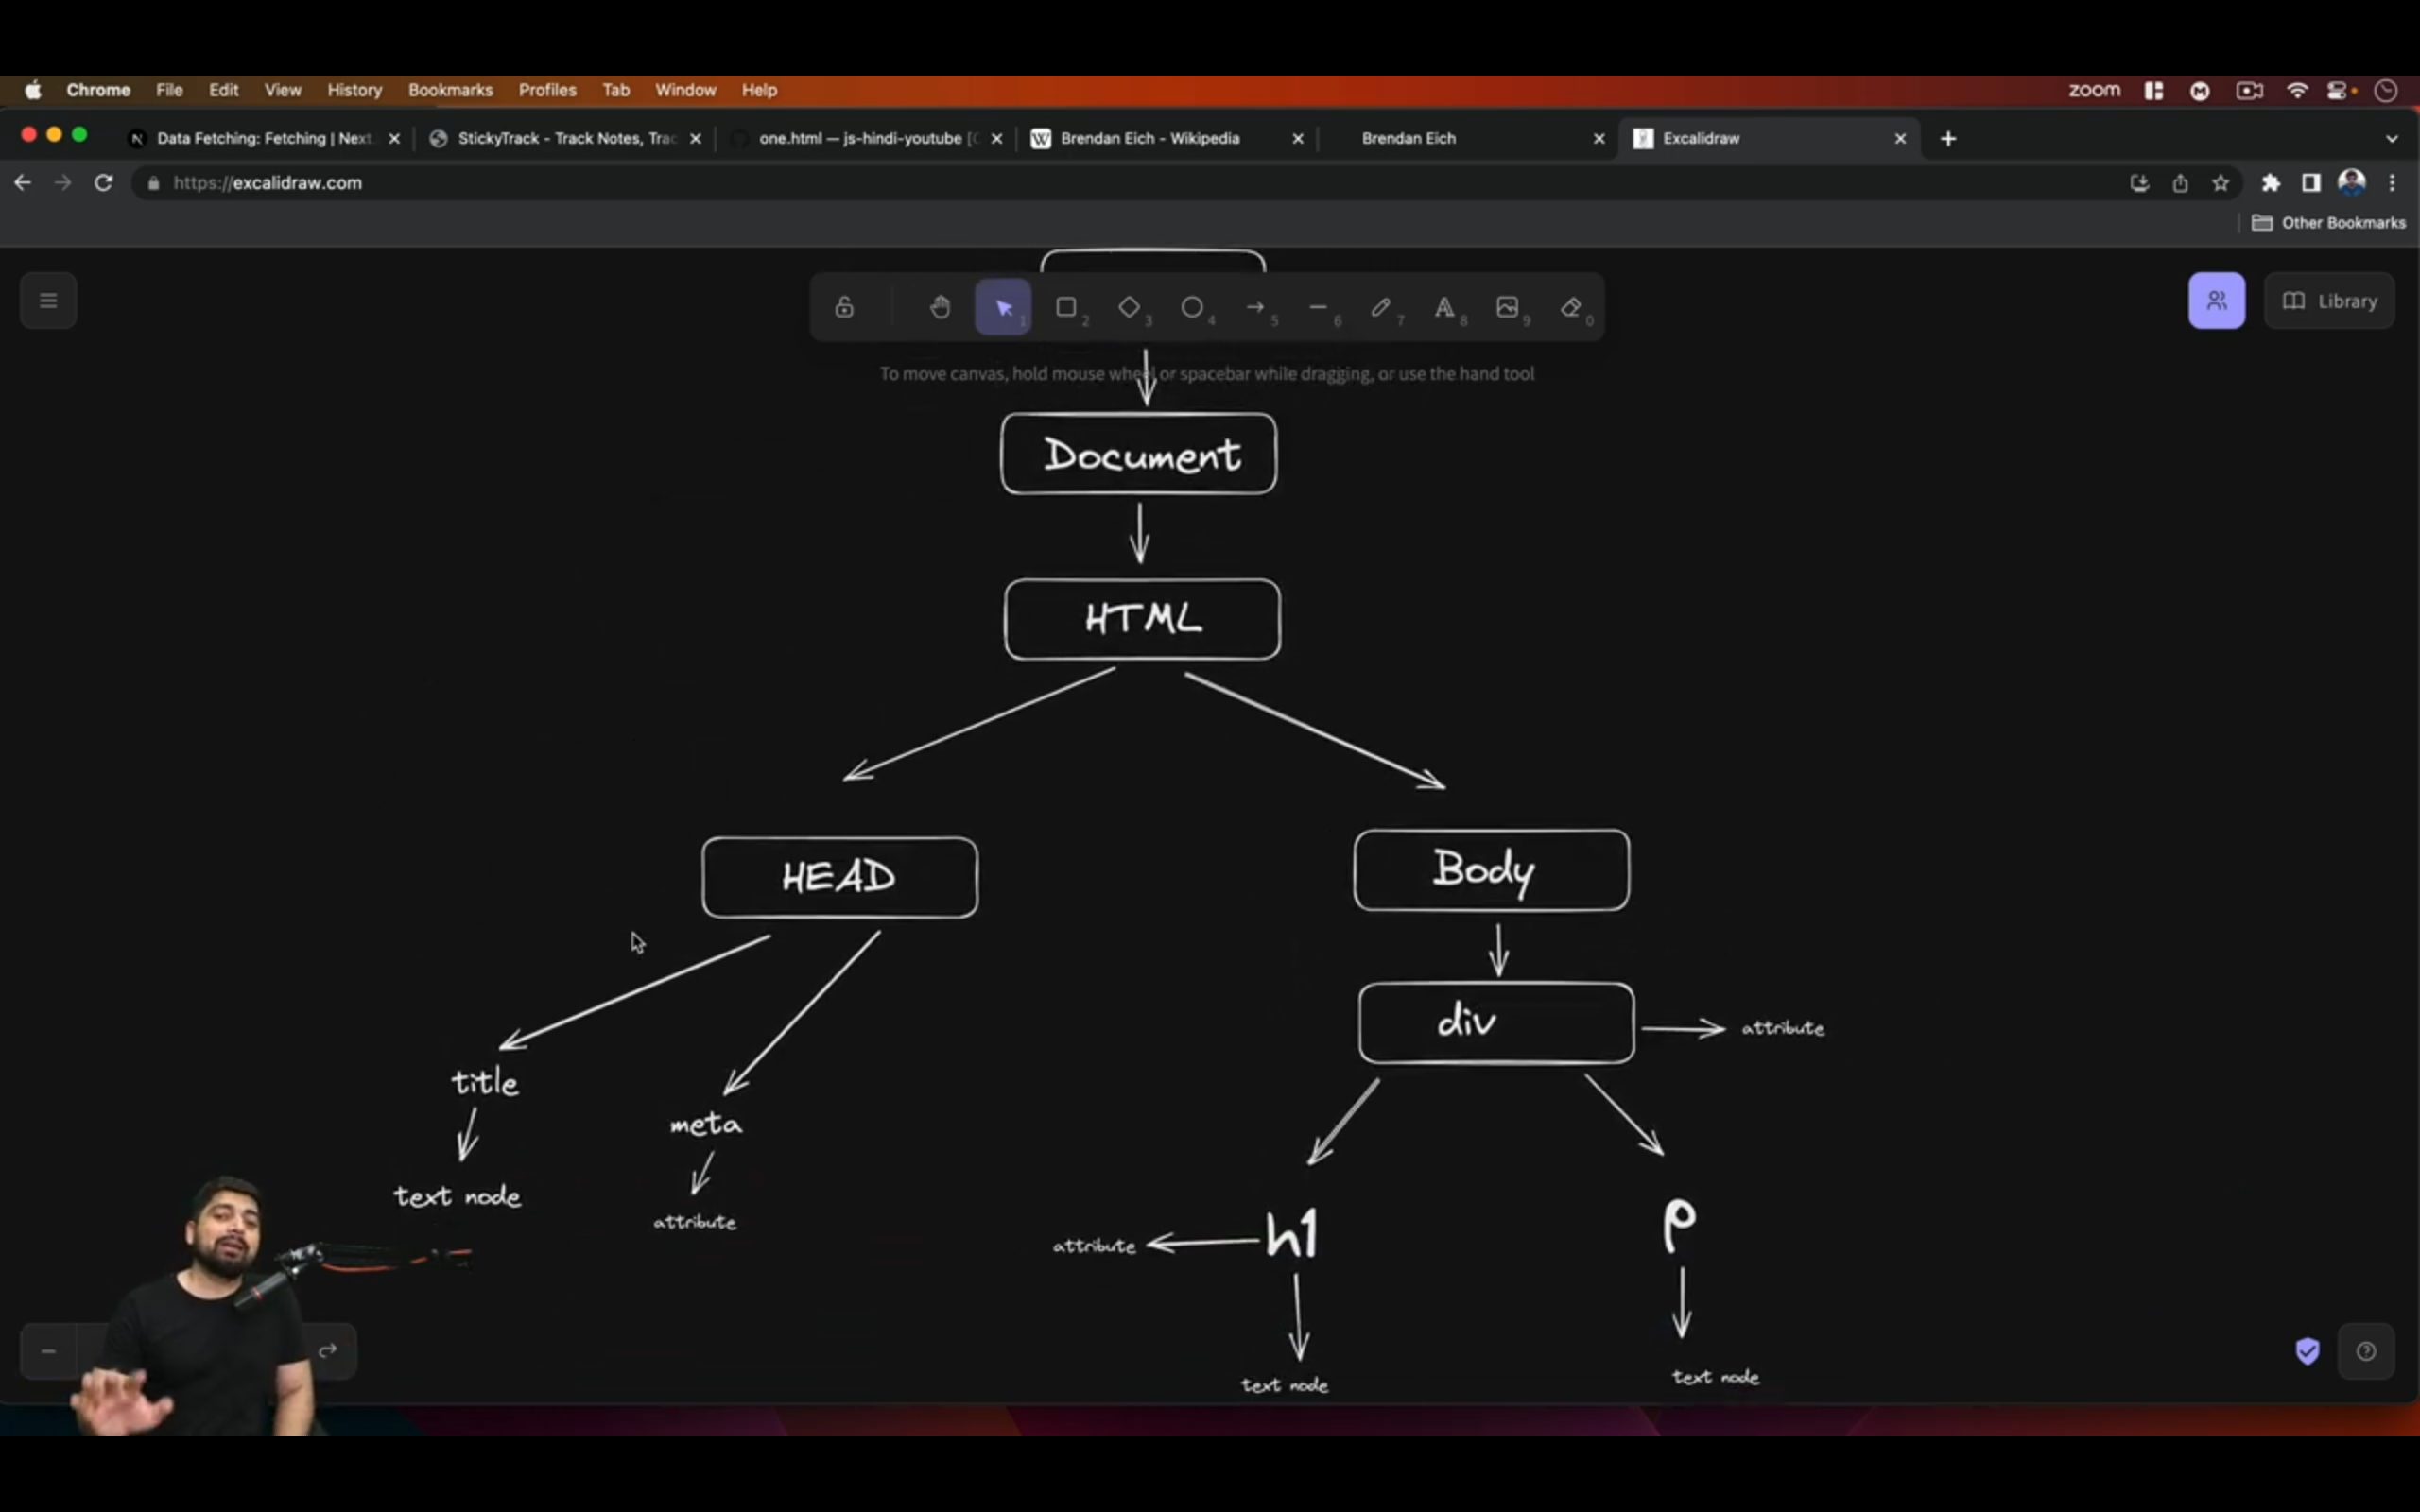 Chrome File Edit View History Bookmarks Profiles Tab Window Help zoom
Data Fetching: Fetching | Next. StickyTrack - Track Notes, Trac one.html — js-hindi-youtube [ Brendan Eich - Wikipedia Brendan Eich Excalidraw
https://excalidraw.com
Other Bookmarks
1 2 3 4 5 6 7 8 9 0
Library
To move canvas, hold mouse wheel or spacebar while dragging, or use the hand tool
Document
HTML
HEAD
Body
div
attribute
title
meta
text node
attribute
h1
attribute
p
text node
text node